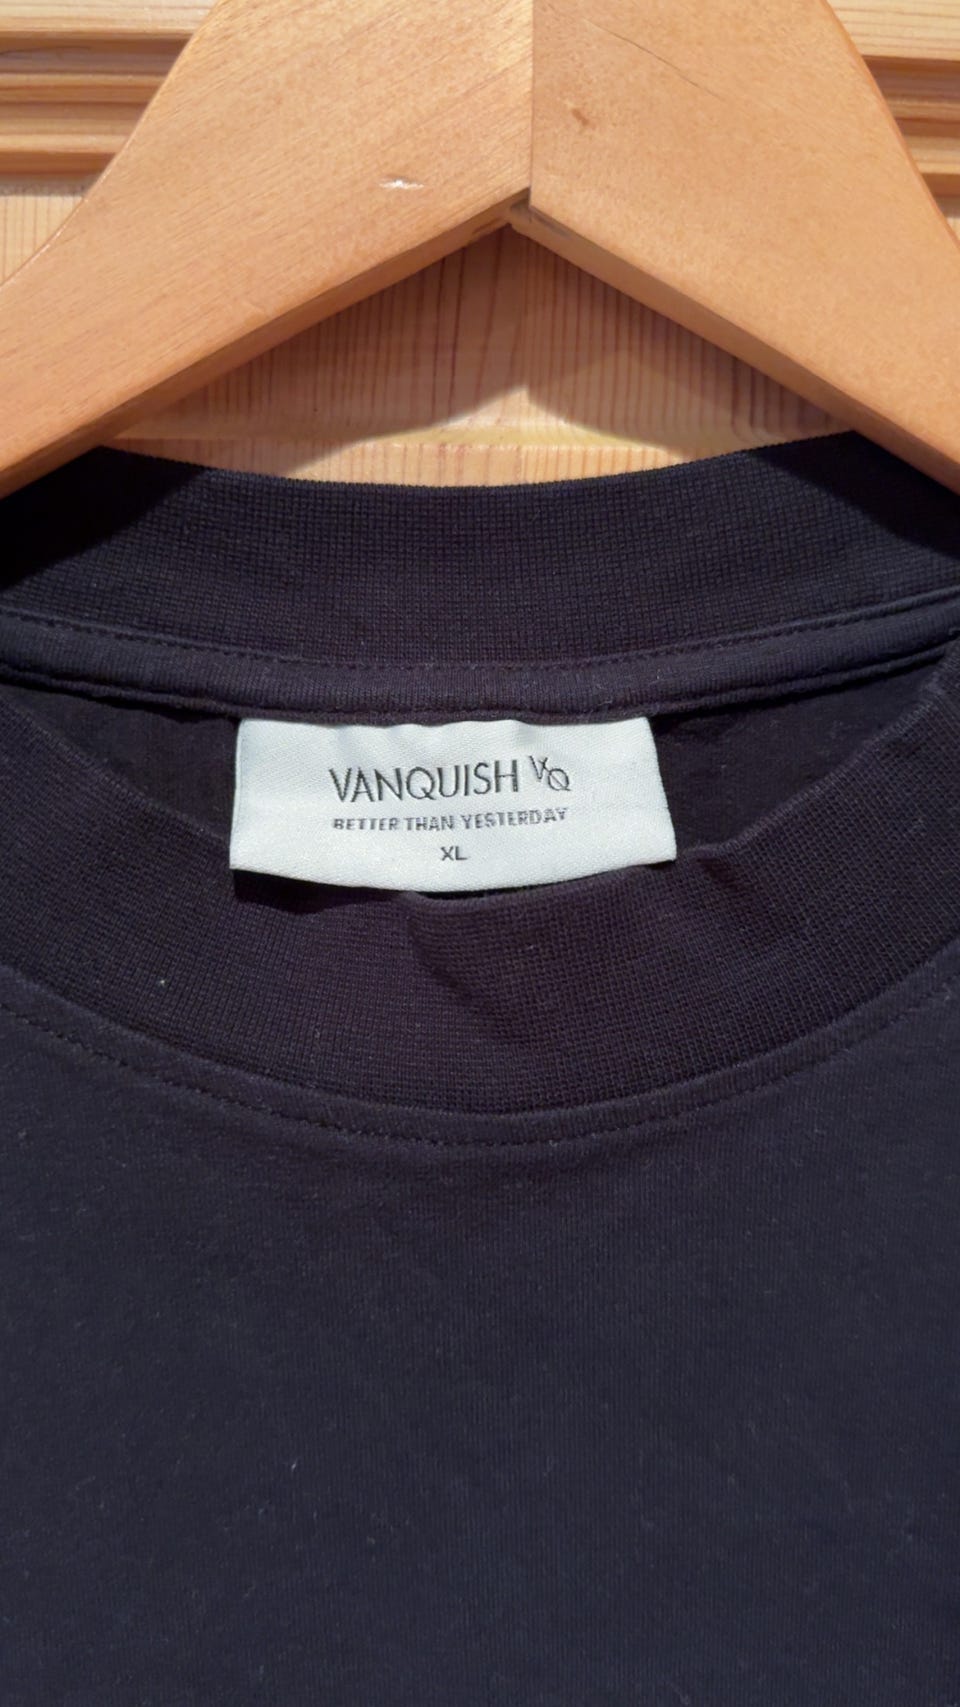 VANQUISH VQ
BETTER THAN YESTERDAY
XL